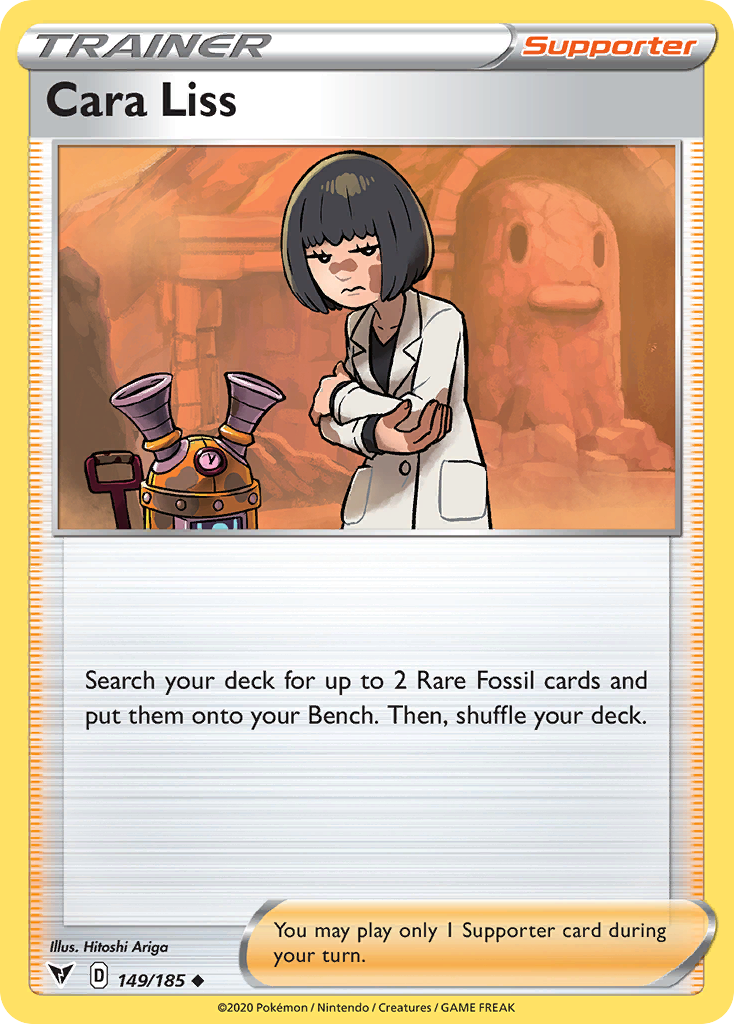 TRAINER
Supporter
Cara Liss
Search your deck for up to 2 Rare Fossil cards and
put them onto your Bench. Then, shuffle your deck.
You may play only 1 Supporter card during
your turn.
Illus. Hitoshi Ariga
D 149/185
©2020 Pokémon / Nintendo / Creatures / GAME FREAK